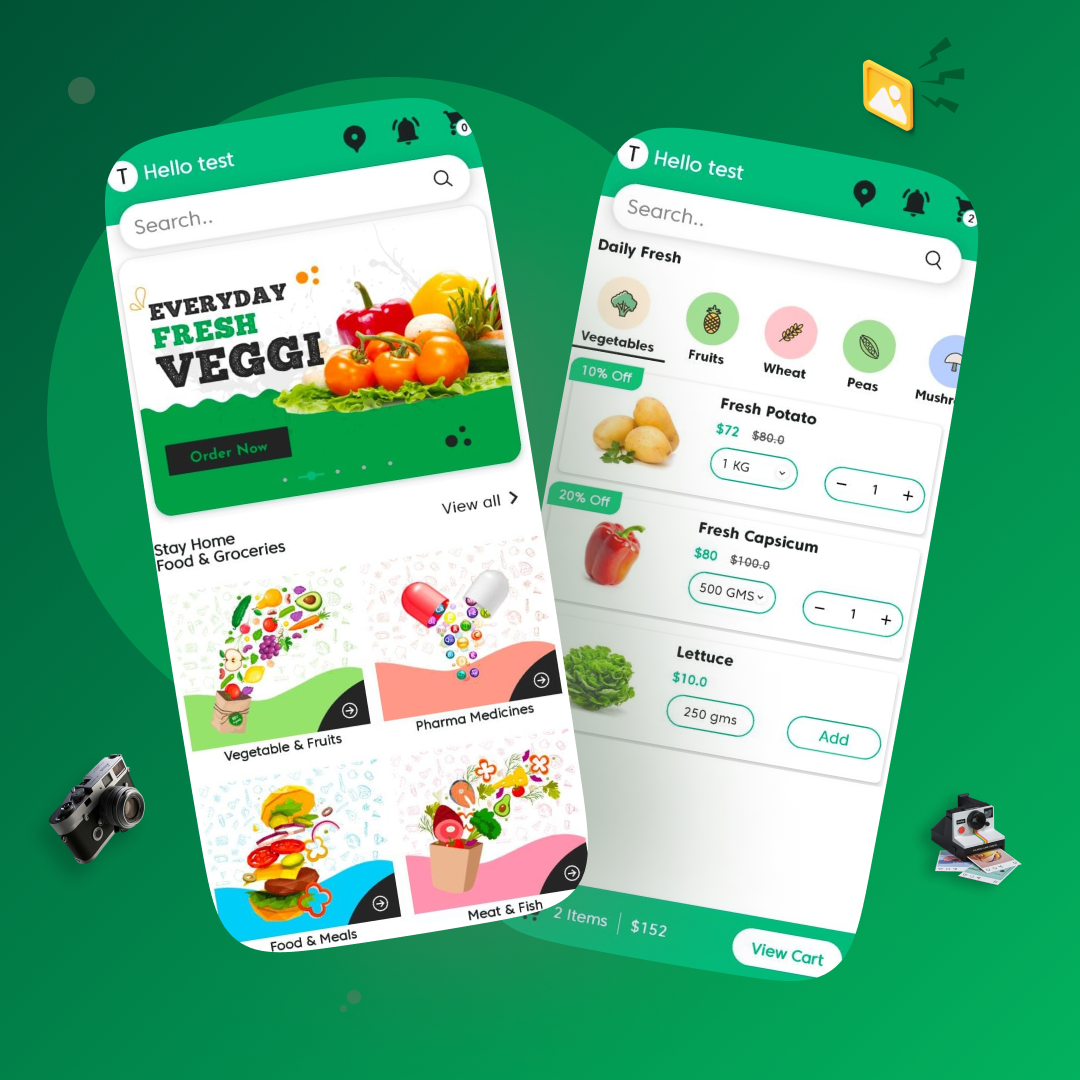 T Hello test
0
Search..
EVERYDAY
FRESH
VEGGI
Order Now
View all
Stay Home
Food & Groceries
Vegetable & Fruits
Pharma Medicines
Food & Meals
Meat & Fish
T Hello test
2
Search..
Daily Fresh
Vegetables
Fruits
Wheat
Peas
Mushr
10% Off
Fresh Potato
$72 $80.0
1 KG
− 1 +
20% Off
Fresh Capsicum
$80 $100.0
500 GMS
− 1 +
Lettuce
$10.0
250 gms
Add
2 Items | $152
View Cart